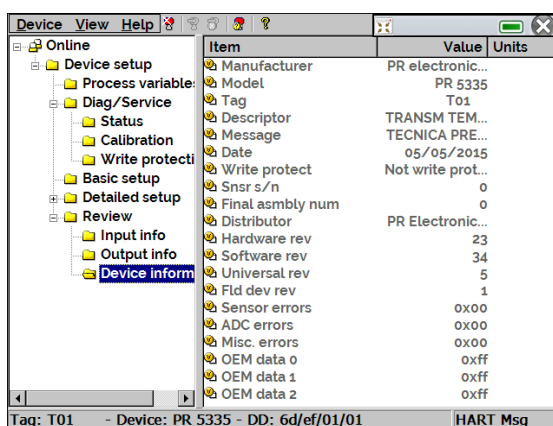 Device View Help
Online
Device setup
Process variable
Diag/Service
Status
Calibration
Write protecti
Basic setup
Detailed setup
Review
Input info
Output info
Device inform
Item Value Units
Manufacturer PR electronic...
Model PR 5335
Tag T01
Descriptor TRANSM TEM...
Message TECNICA PRE...
Date 05/05/2015
Write protect Not write prot...
Snsr s/n 0
Final asmbly num 0
Distributor PR Electronic...
Hardware rev 23
Software rev 34
Universal rev 5
Fld dev rev 1
Sensor errors 0x00
ADC errors 0x00
Misc. errors 0x00
OEM data 0 0xff
OEM data 1 0xff
OEM data 2 0xff
Tag: T01 - Device: PR 5335 - DD: 6d/ef/01/01 HART Msg